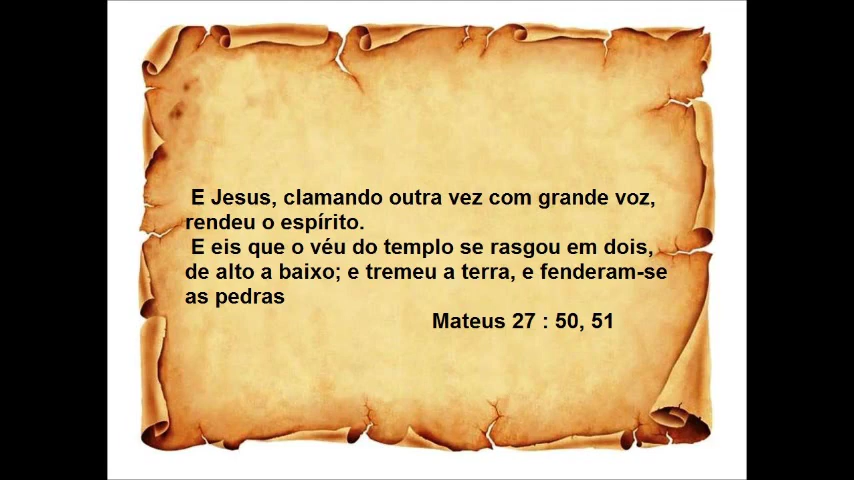 E Jesus, clamando outra vez com grande voz,
rendeu o espírito.
E eis que o véu do templo se rasgou em dois,
de alto a baixo; e tremeu a terra, e fenderam-se
as pedras
Mateus 27 : 50, 51